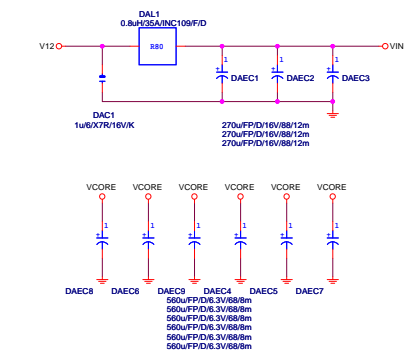 DAL1
0.8uH/35A/INC109/F/D
V12
R80
VIN
1
1
1
+
+
+
DAEC1
DAEC2
DAEC3
DAC1
1u/6/X7R/16V/K
270u/FP/D/16V/88/12m
270u/FP/D/16V/88/12m
270u/FP/D/16V/88/12m
VCORE
VCORE
VCORE
VCORE
VCORE
VCORE
1
1
1
1
1
1
+
+
+
+
+
+
DAEC8
DAEC6
DAEC9
DAEC4
DAEC5
DAEC7
560u/FP/D/6.3V/68/8m
560u/FP/D/6.3V/68/8m
560u/FP/D/6.3V/68/8m
560u/FP/D/6.3V/68/8m
560u/FP/D/6.3V/68/8m
560u/FP/D/6.3V/68/8m